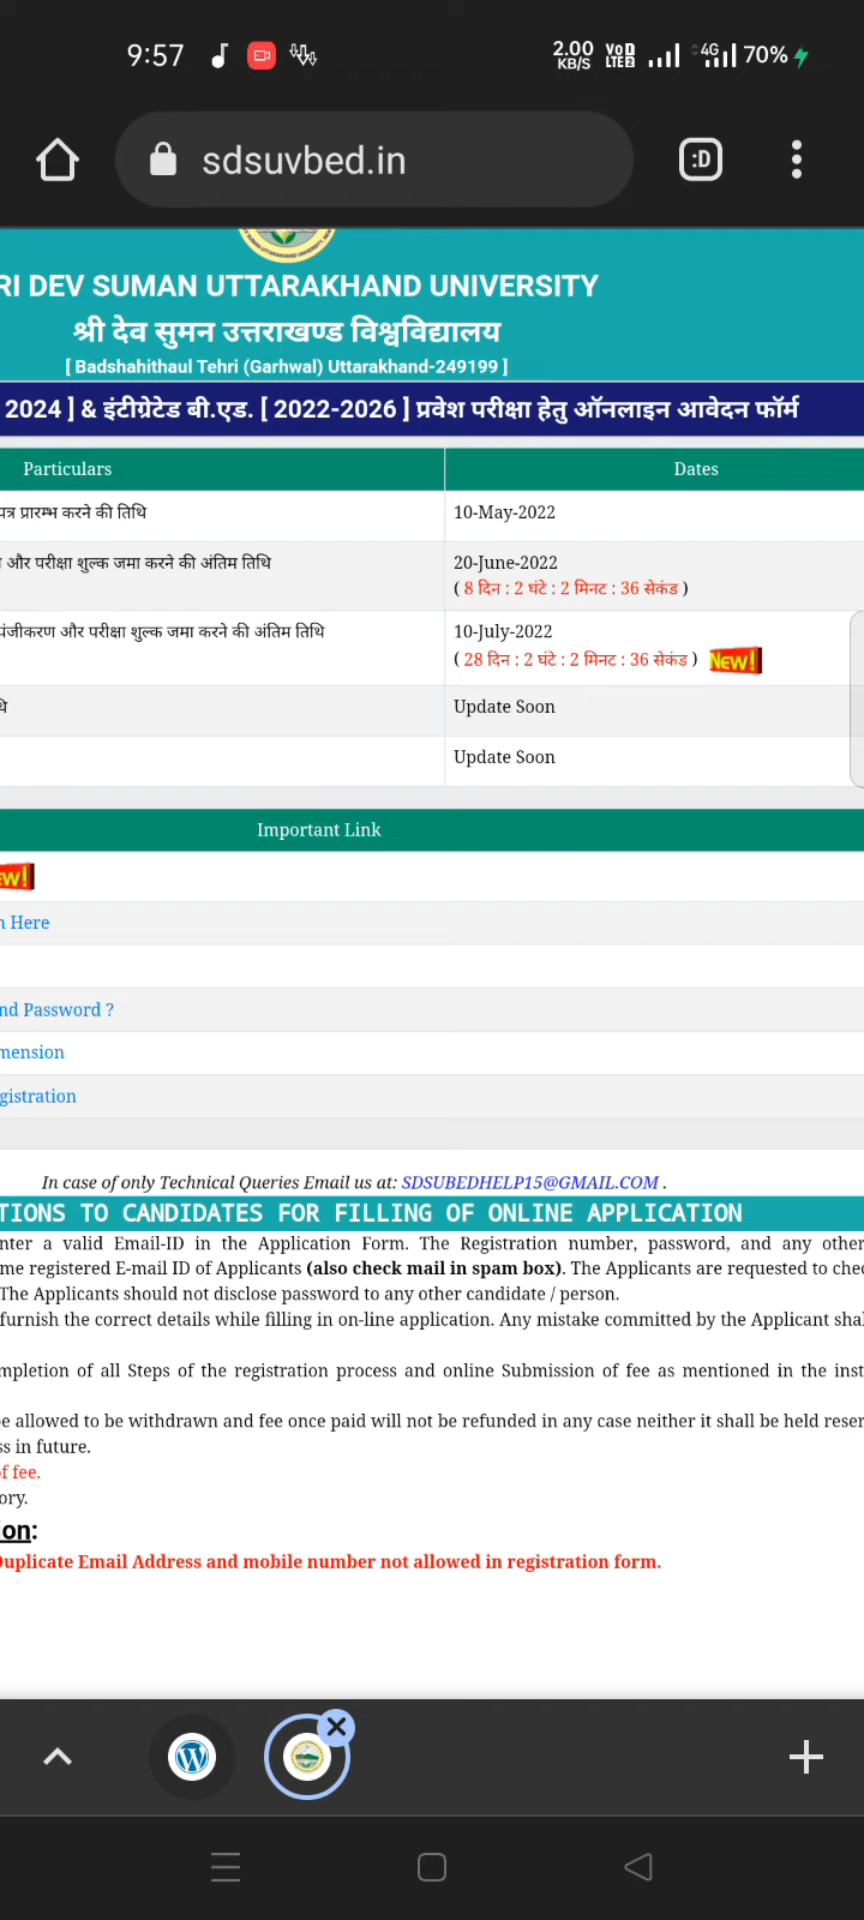 9:57 2.00 KB/S VoD LTE2 4G 70%
sdsuvbed.in :D
RI DEV SUMAN UTTARAKHAND UNIVERSITY
श्री देव सुमन उत्तराखण्ड विश्वविद्यालय
[ Badshahithaul Tehri (Garhwal) Uttarakhand-249199 ]
2024 ] & इंटीग्रेटेड बी.एड. [ 2022-2026 ] प्रवेश परीक्षा हेतु ऑनलाइन आवेदन फॉर्म
Particulars Dates
पत्र प्रारम्भ करने की तिथि 10-May-2022
और परीक्षा शुल्क जमा करने की अंतिम तिथि 20-June-2022
( 8 दिन : 2 घंटे : 2 मिनट : 36 सेकंड )
पंजीकरण और परीक्षा शुल्क जमा करने की अंतिम तिथि 10-July-2022
( 28 दिन : 2 घंटे : 2 मिनट : 36 सेकंड ) New!
थि Update Soon
Update Soon
Important Link
ew!
n Here
nd Password ?
mension
gistration
In case of only Technical Queries Email us at: SDSUBEDHELP15@GMAIL.COM .
TIONS TO CANDIDATES FOR FILLING OF ONLINE APPLICATION
nter a valid Email-ID in the Application Form. The Registration number, password, and any other
me registered E-mail ID of Applicants (also check mail in spam box). The Applicants are requested to chec
The Applicants should not disclose password to any other candidate / person.
furnish the correct details while filling in on-line application. Any mistake committed by the Applicant shal
mpletion of all Steps of the registration process and online Submission of fee as mentioned in the inst
e allowed to be withdrawn and fee once paid will not be refunded in any case neither it shall be held reser
ss in future.
of fee.
ory.
ion:
Duplicate Email Address and mobile number not allowed in registration form.